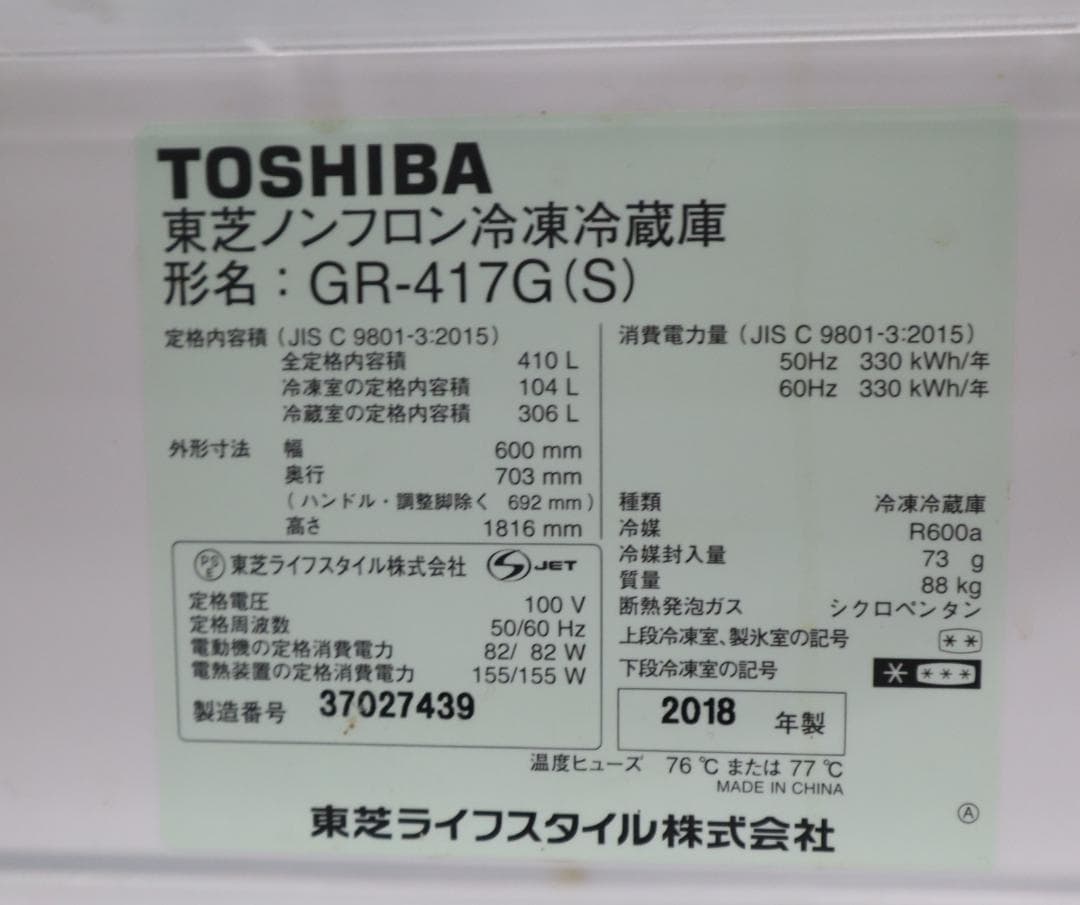 TOSHIBA
東芝ノンフロン冷凍冷蔵庫
形名：GR-417G(S)
定格内容積（JIS C 9801-3:2015）
全定格内容積 410 L
冷凍室の定格内容積 104 L
冷蔵室の定格内容積 306 L
外形寸法 幅 600 mm
奥行 703 mm
（ハンドル・調整脚除く 692 mm）
高さ 1816 mm
消費電力量（JIS C 9801-3:2015）
50Hz 330 kWh/年
60Hz 330 kWh/年
種類 冷凍冷蔵庫
冷媒 R600a
冷媒封入量 73 g
質量 88 kg
断熱発泡ガス シクロペンタン
上段冷凍室、製氷室の記号 **
下段冷凍室の記号 * ***
PSE 東芝ライフスタイル株式会社 S JET
定格電圧 100 V
定格周波数 50/60 Hz
電動機の定格消費電力 82/ 82 W
電熱装置の定格消費電力 155/155 W
製造番号 37027439
2018 年製
温度ヒューズ 76 ℃ または 77 ℃
MADE IN CHINA
東芝ライフスタイル株式会社
Ⓐ